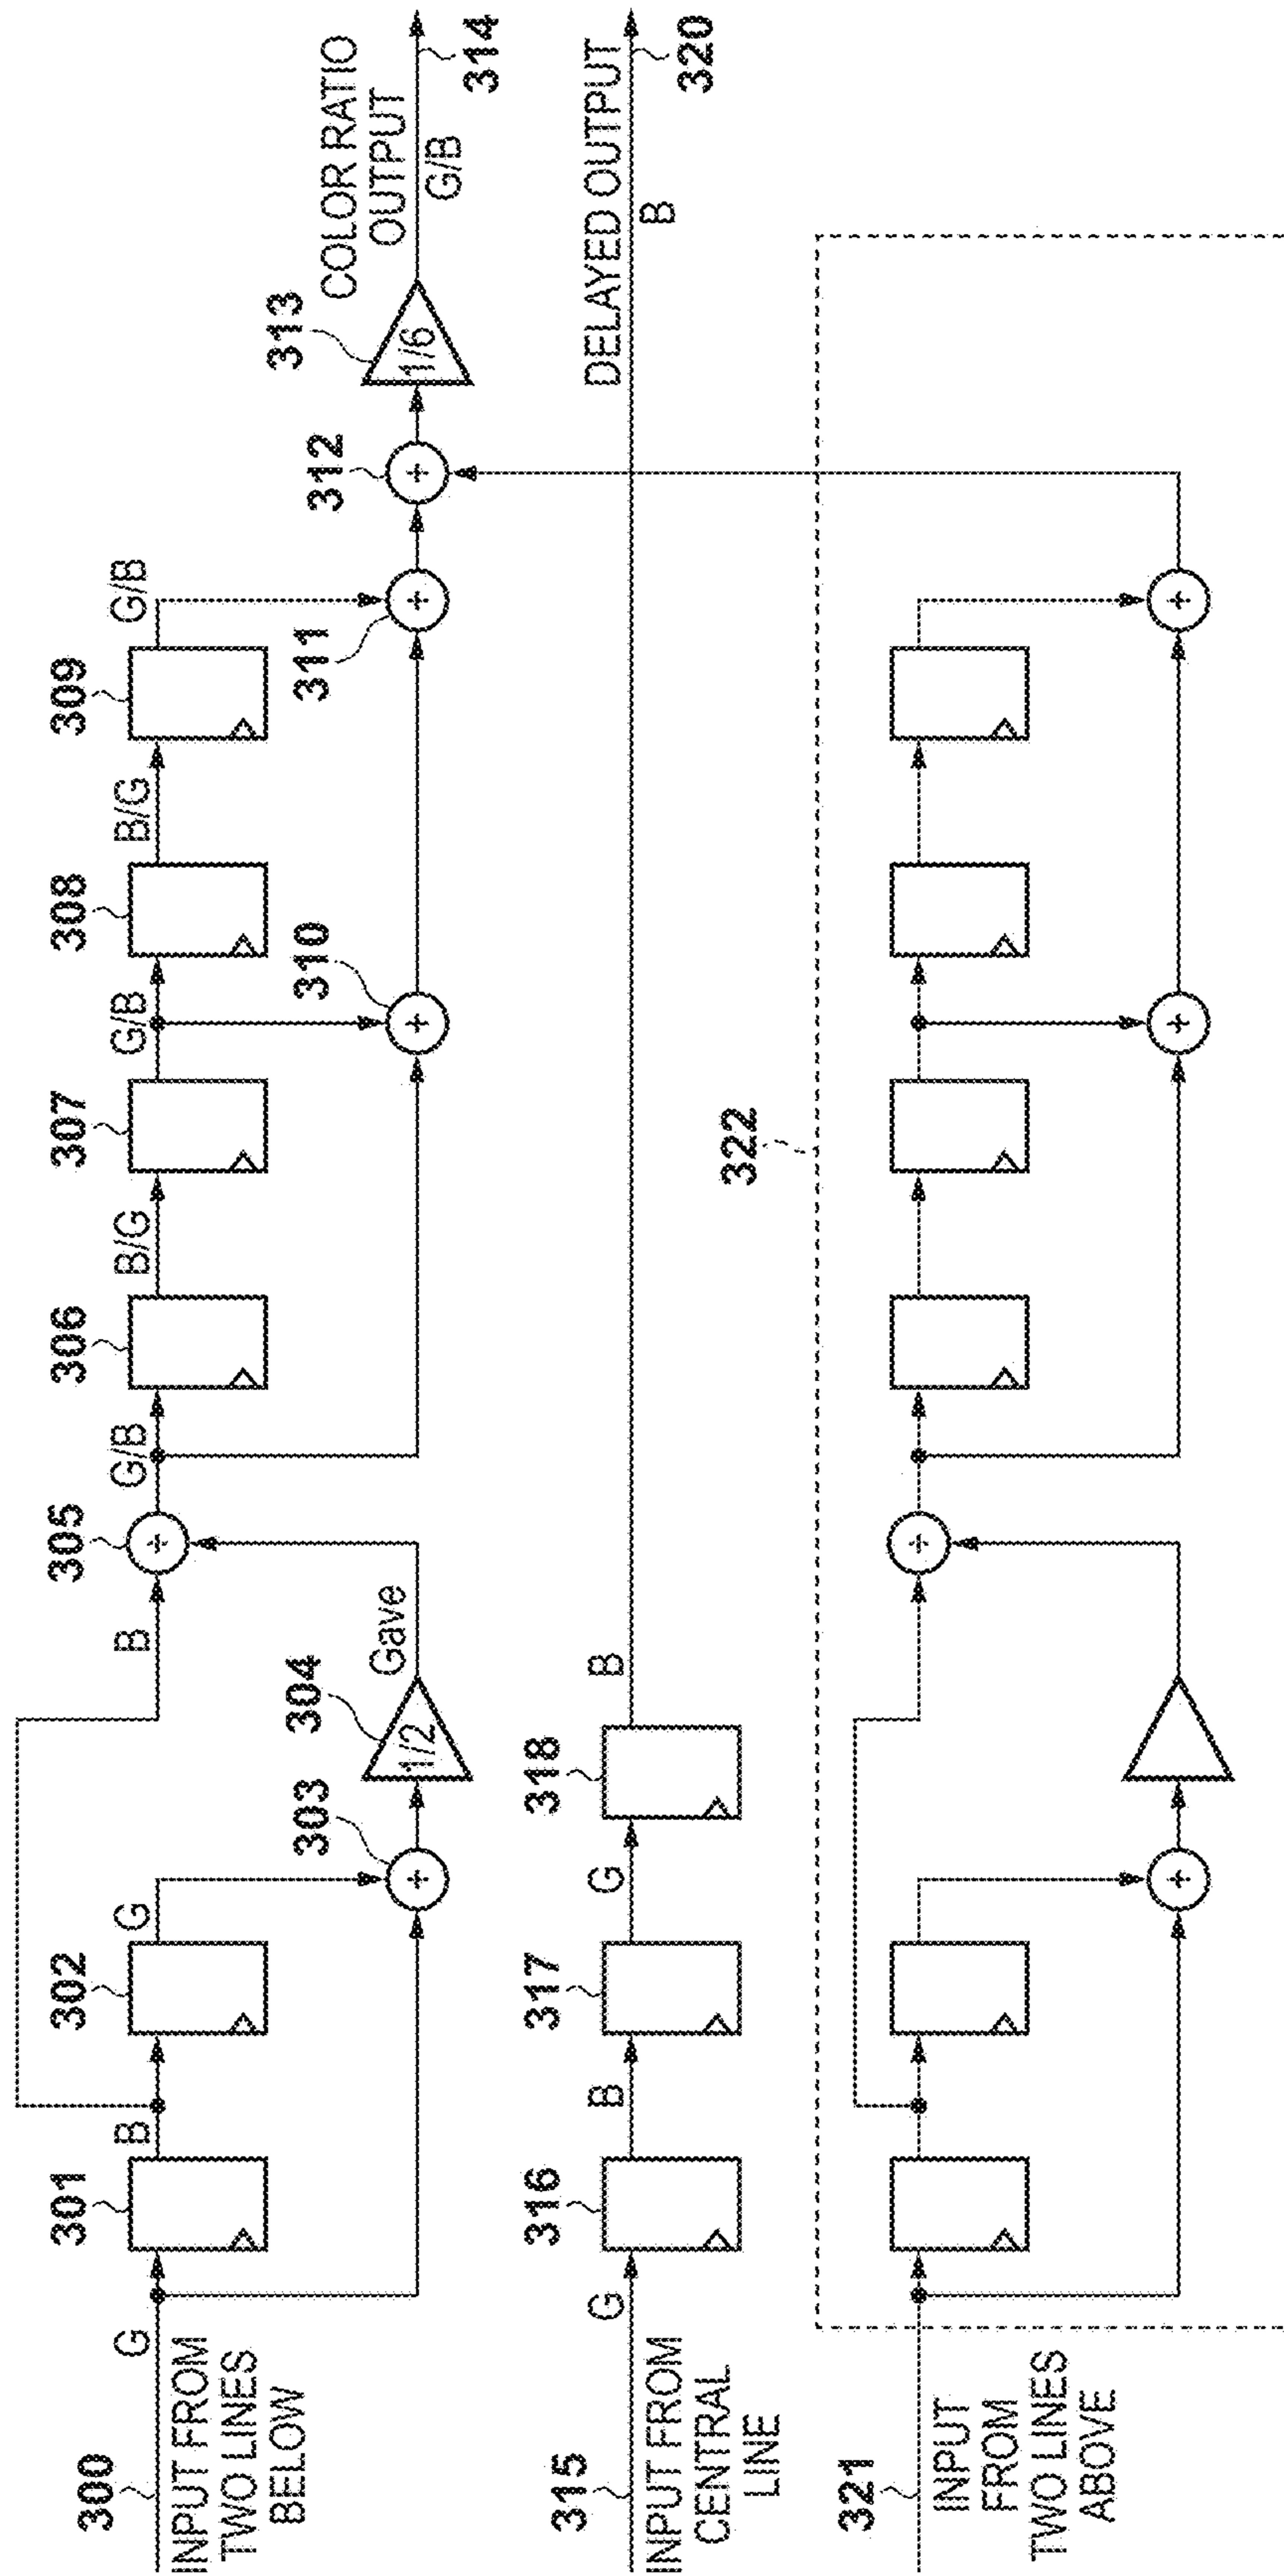 300
INPUT FROM
TWO LINES
BELOW
G
301
B
302
G
303
304
1/2
Gave
B
305
÷
G/B
306
B/G
307
G/B
308
B/G
309
G/B
310
+
311
+
312
+
313
1/6
COLOR RATIO
OUTPUT
G/B
314
+
315
INPUT FROM
CENTRAL
LINE
G
316
B
317
G
318
B
DELAYED OUTPUT
B
320
321
INPUT
FROM
TWO LINES
ABOVE
322
+
÷
+
+